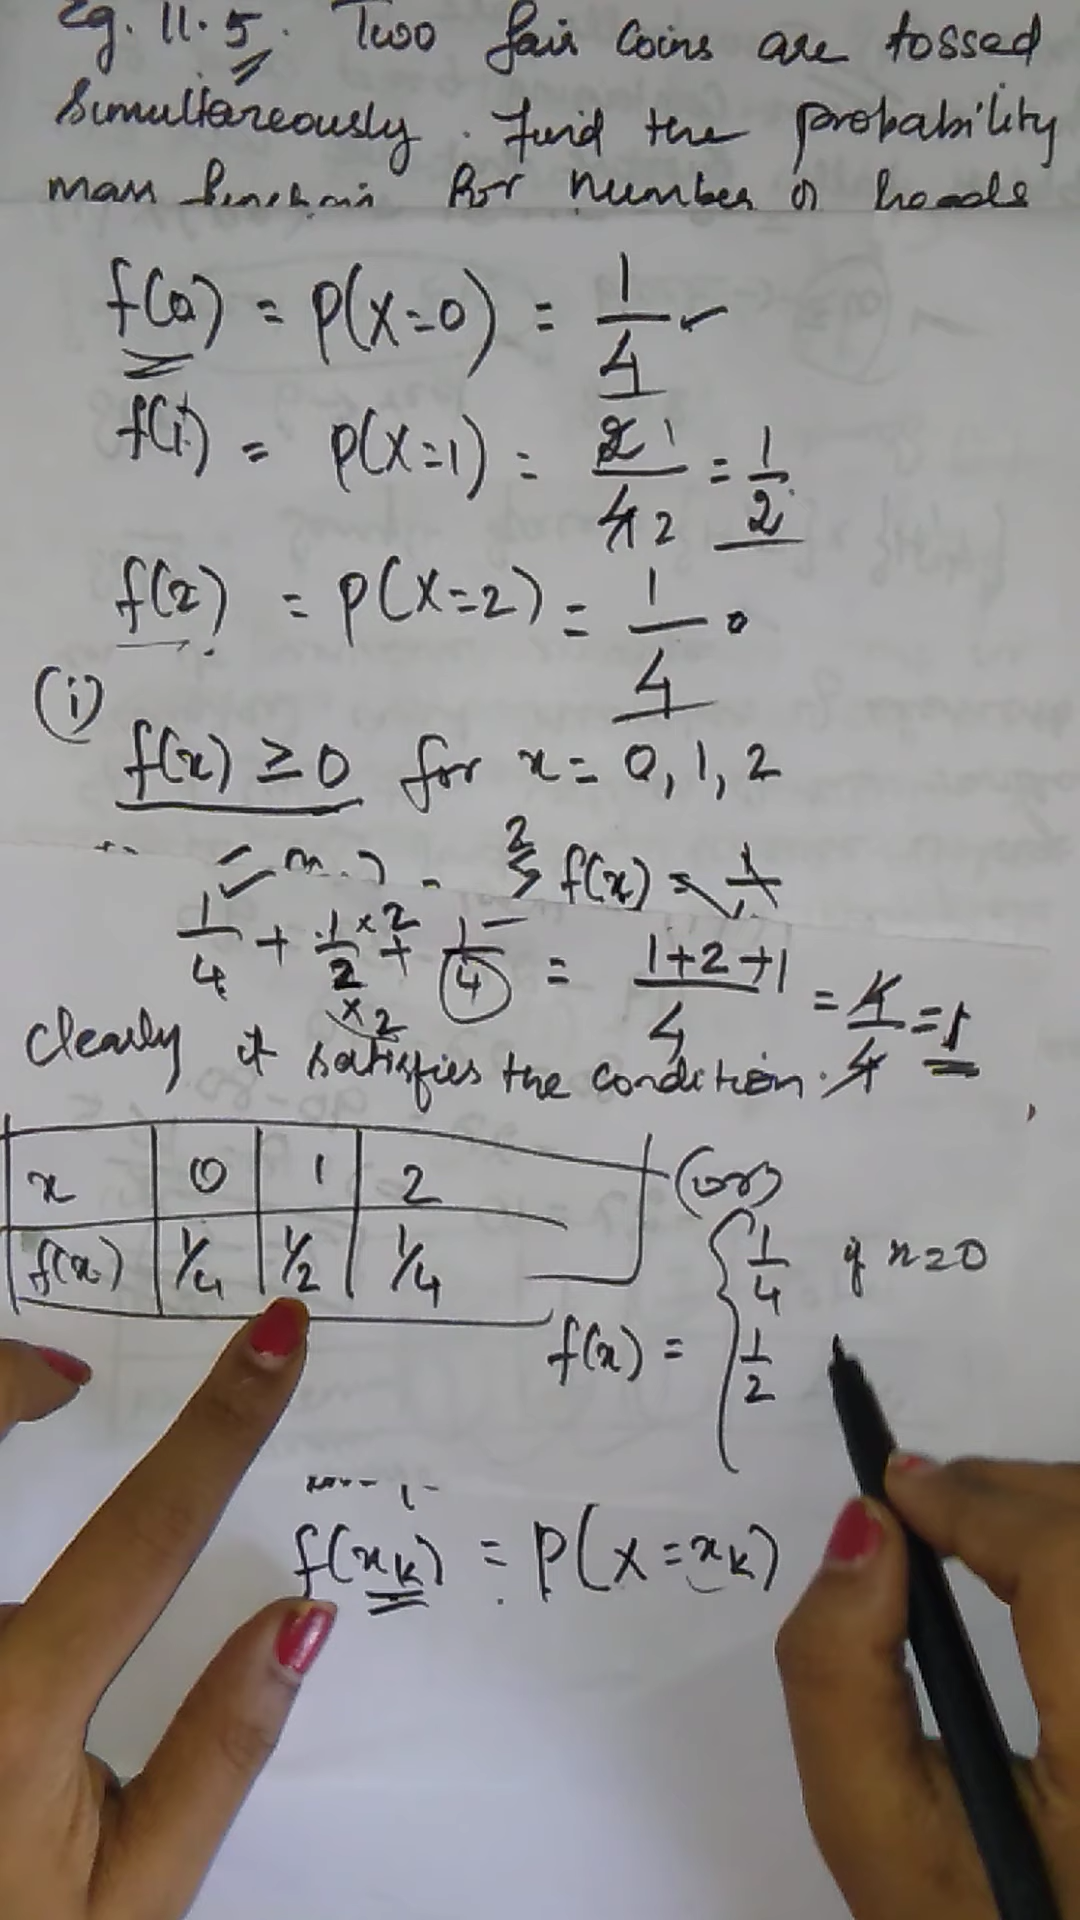 Eg. 11.5. Two fair coins are tossed
simultaneously. Find the probability
mass function for number of heads
f(0) = P(X=0) = 1/4 ✓
f(1) = P(X=1) = 2/4 = 1/2
f(2) = P(X=2) = 1/4
(i)
f(x) ≥ 0 for x = 0, 1, 2
f(x) = 1
1/4 + 1/2 × 2/× 2 + 1/4 = 1+2+1/4 = 4/4 = 1
Clearly it satisfies the condition.
x 0 1 2
f(x) 1/4 1/2 1/4
(or)
f(x) = { 1/4 if x=0
1/2
f(xk) = P(X = xk)